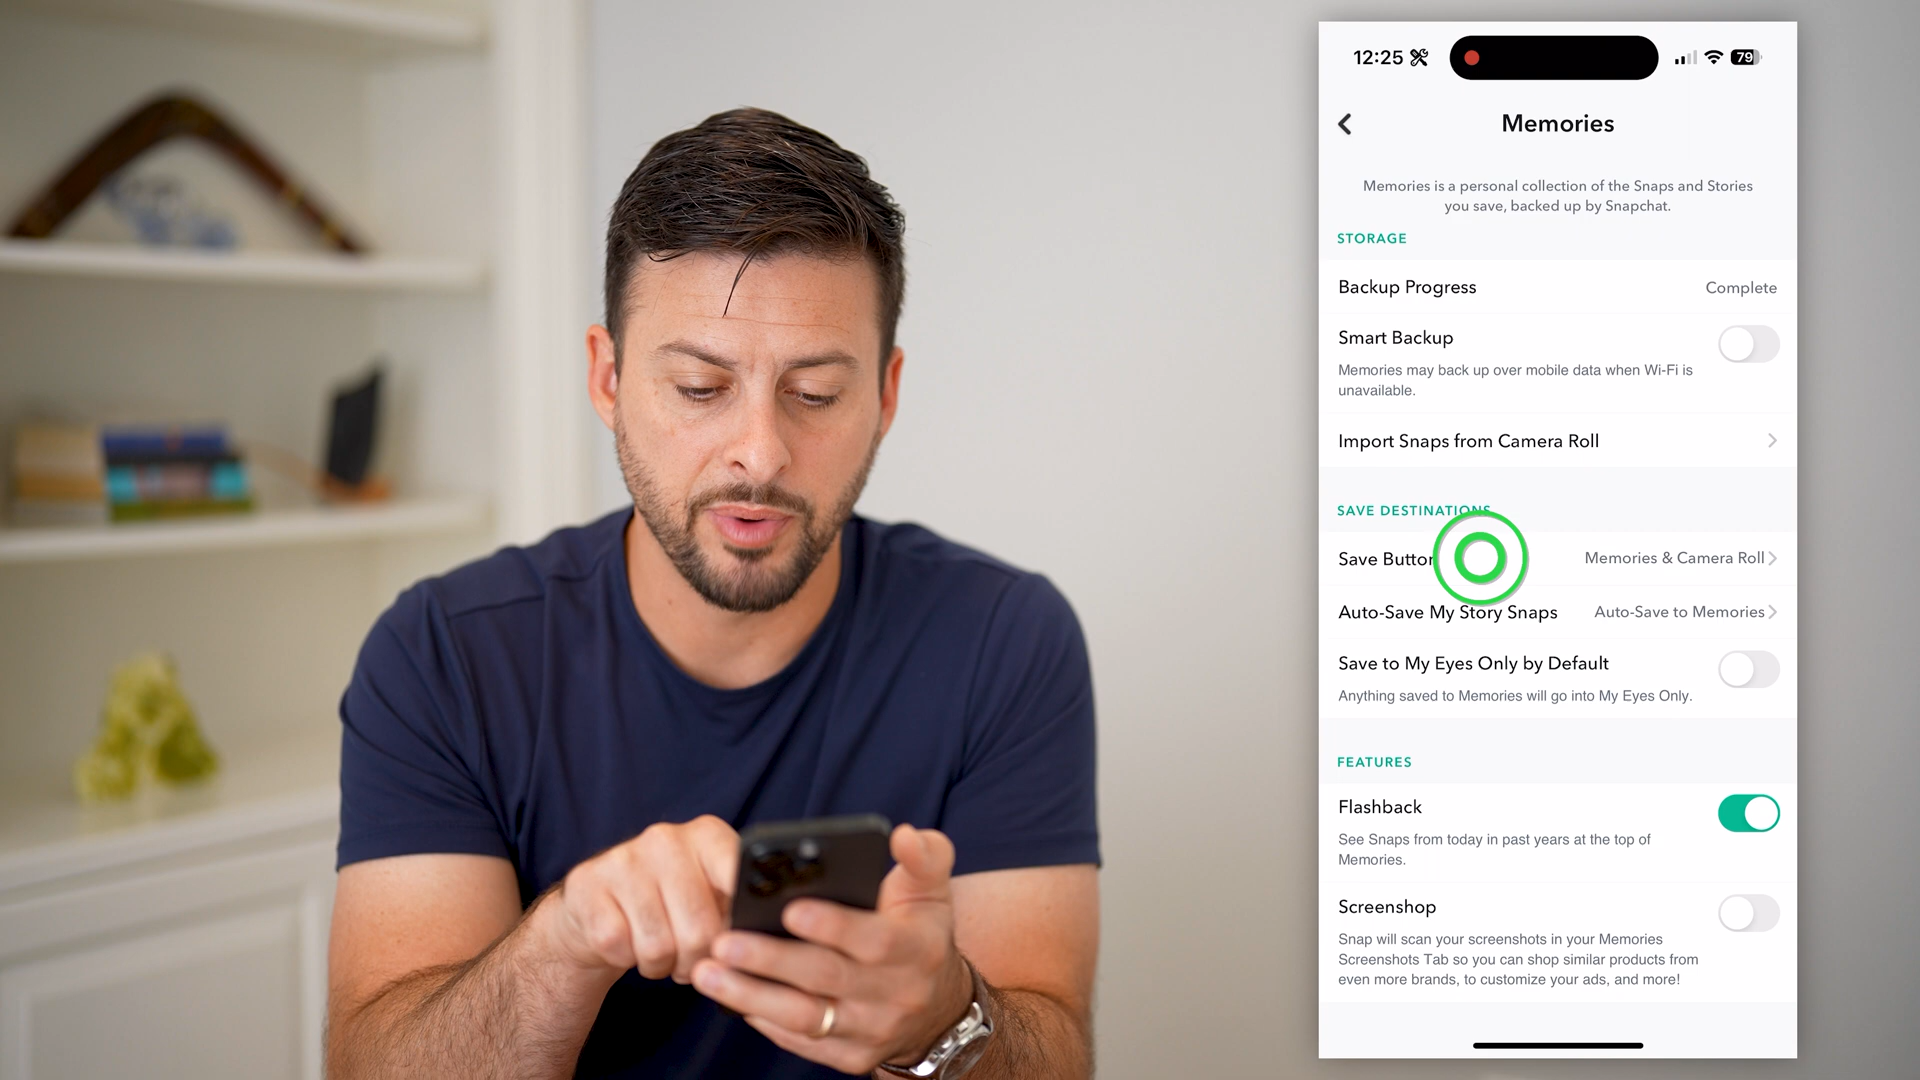 12:25
79
Memories
Memories is a personal collection of the Snaps and Stories
you save, backed up by Snapchat.
STORAGE
Backup Progress Complete
Smart Backup
Memories may back up over mobile data when Wi-Fi is
unavailable.
Import Snaps from Camera Roll
SAVE DESTINATIONS
Save Button Memories & Camera Roll
Auto-Save My Story Snaps Auto-Save to Memories
Save to My Eyes Only by Default
Anything saved to Memories will go into My Eyes Only.
FEATURES
Flashback
See Snaps from today in past years at the top of
Memories.
Screenshop
Snap will scan your screenshots in your Memories
Screenshots Tab so you can shop similar products from
even more brands, to customize your ads, and more!